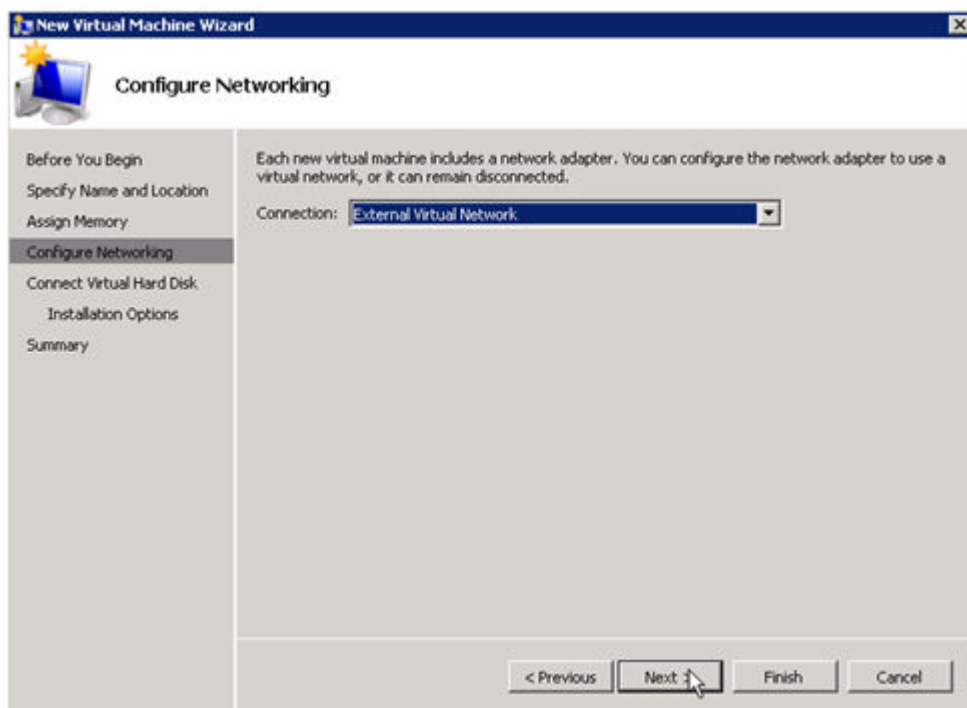 New Virtual Machine Wizard
Configure Networking
Before You Begin
Specify Name and Location
Assign Memory
Configure Networking
Connect Virtual Hard Disk
Installation Options
Summary
Each new virtual machine includes a network adapter. You can configure the network adapter to use a
virtual network, or it can remain disconnected.
Connection: External Virtual Network
< Previous Next > Finish Cancel